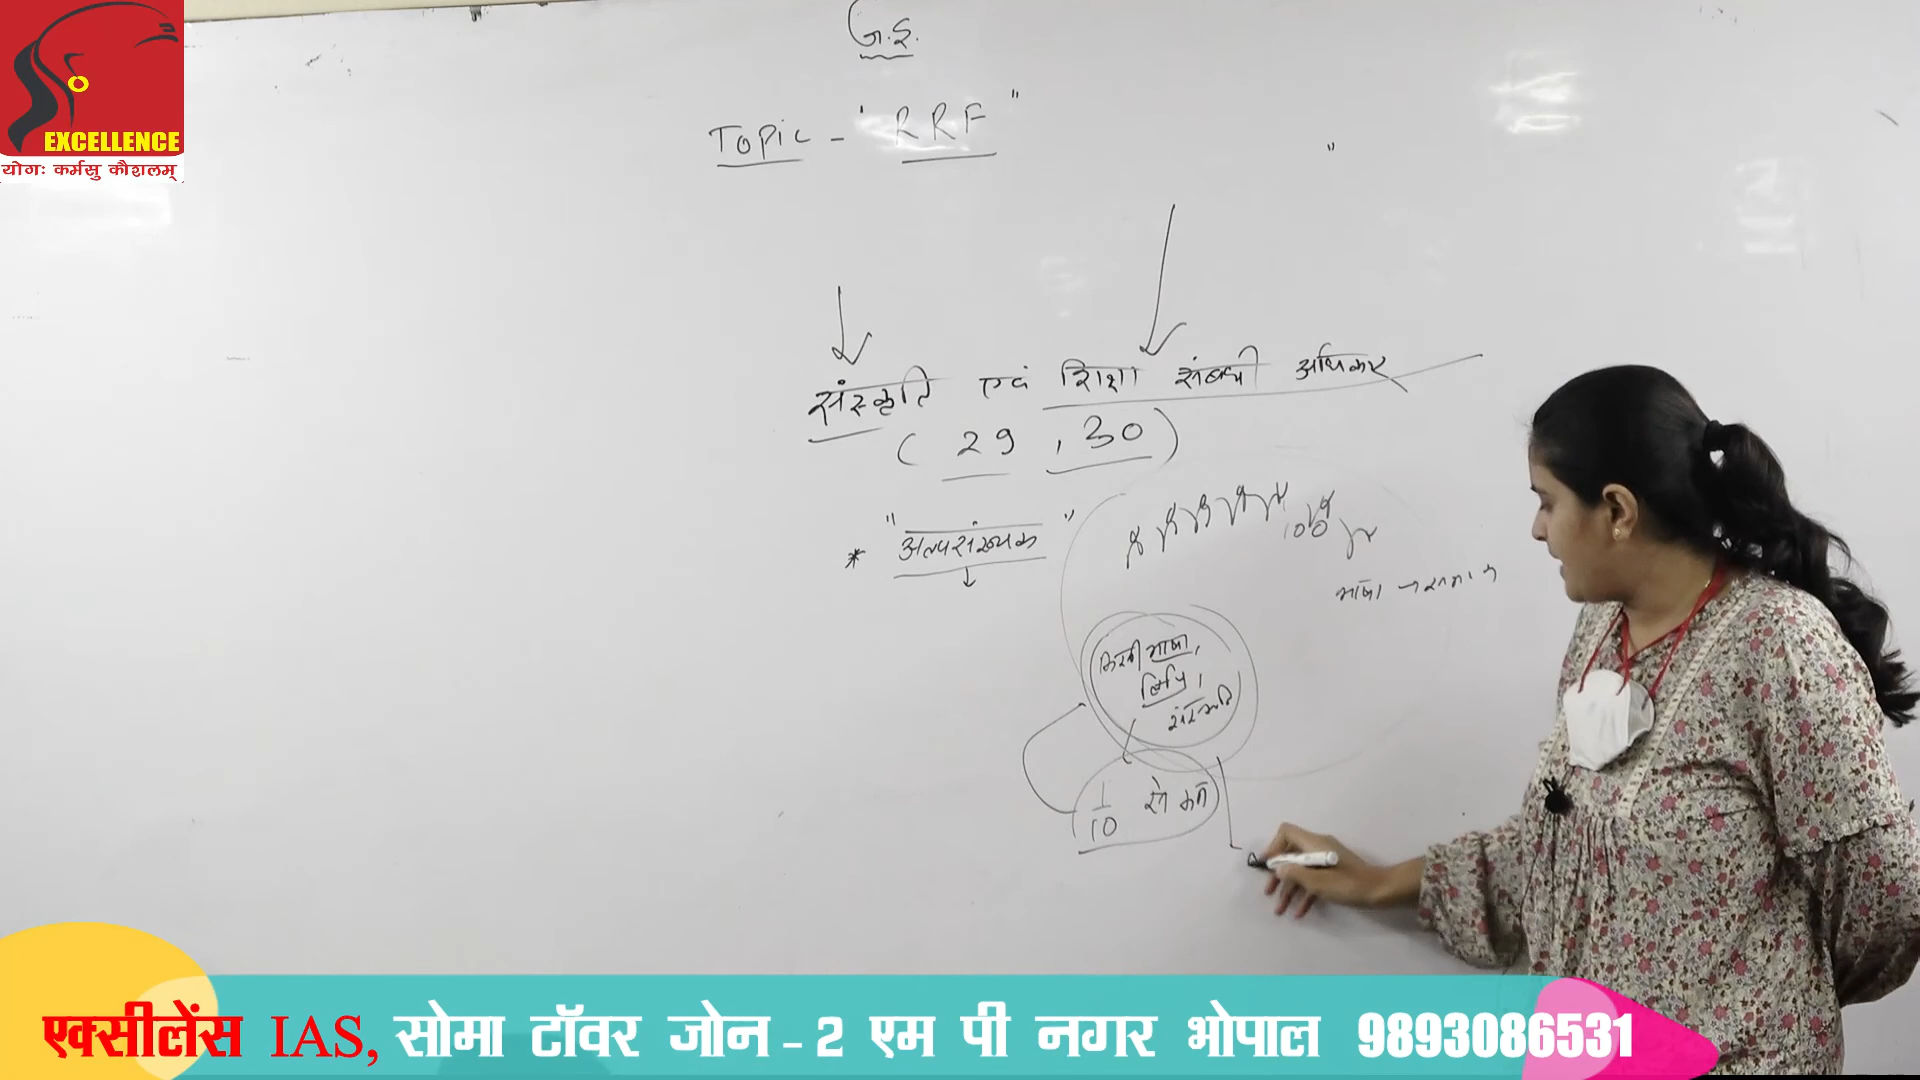 EXCELLENCE
योगः कर्मसु कौशलम्
G.S.
Topic - "RRF"
संस्कृति एवं शिक्षा संबंधी अधिकार
(29, 30)
* "अल्पसंख्यक"
100
भाषा
किसी भाषा,
लिपि,
संस्कृति
1/10 से कम
एक्सीलेंस IAS, सोमा टॉवर जोन - 2 एम पी नगर भोपाल 9893086531